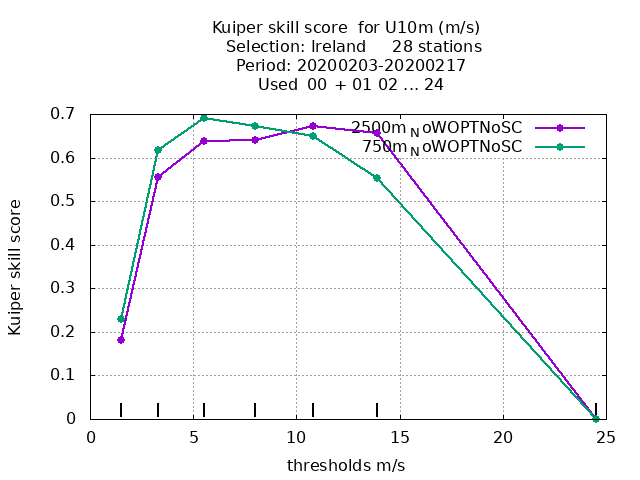 Kuiper skill score for U10m (m/s)
Selection: Ireland 28 stations
Period: 20200203-20200217
Used 00 + 01 02 ... 24
2500m_NoWOPTNoSC
750m_NoWOPTNoSC
Kuiper skill score
0.7
0.6
0.5
0.4
0.3
0.2
0.1
0
0 5 10 15 20 25
thresholds m/s